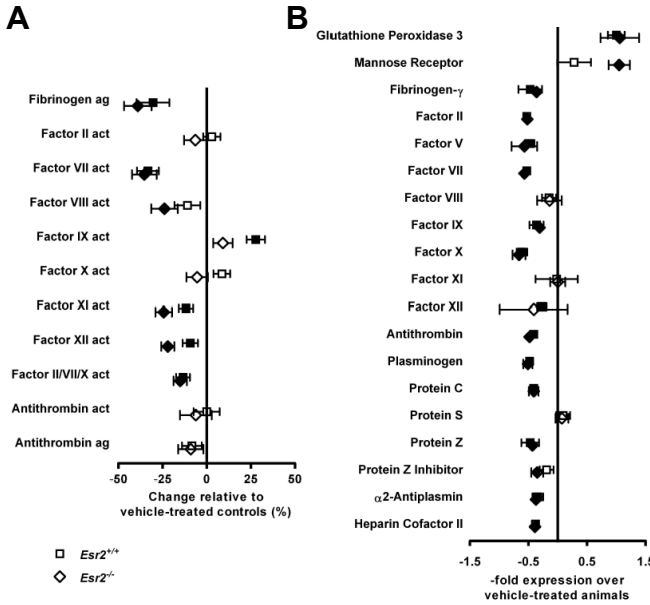 A
Fibrinogen ag
Factor II act
Factor VII act
Factor VIII act
Factor IX act
Factor X act
Factor XI act
Factor XII act
Factor II/VII/X act
Antithrombin act
Antithrombin ag
-50 -25 0 25 50
Change relative to
vehicle-treated controls (%)
Esr2+/+
Esr2-/-
B
Glutathione Peroxidase 3
Mannose Receptor
Fibrinogen-γ
Factor II
Factor V
Factor VII
Factor VIII
Factor IX
Factor X
Factor XI
Factor XII
Antithrombin
Plasminogen
Protein C
Protein S
Protein Z
Protein Z Inhibitor
α2-Antiplasmin
Heparin Cofactor II
-1.5 -0.5 0.5 1.5
-fold expression over
vehicle-treated animals